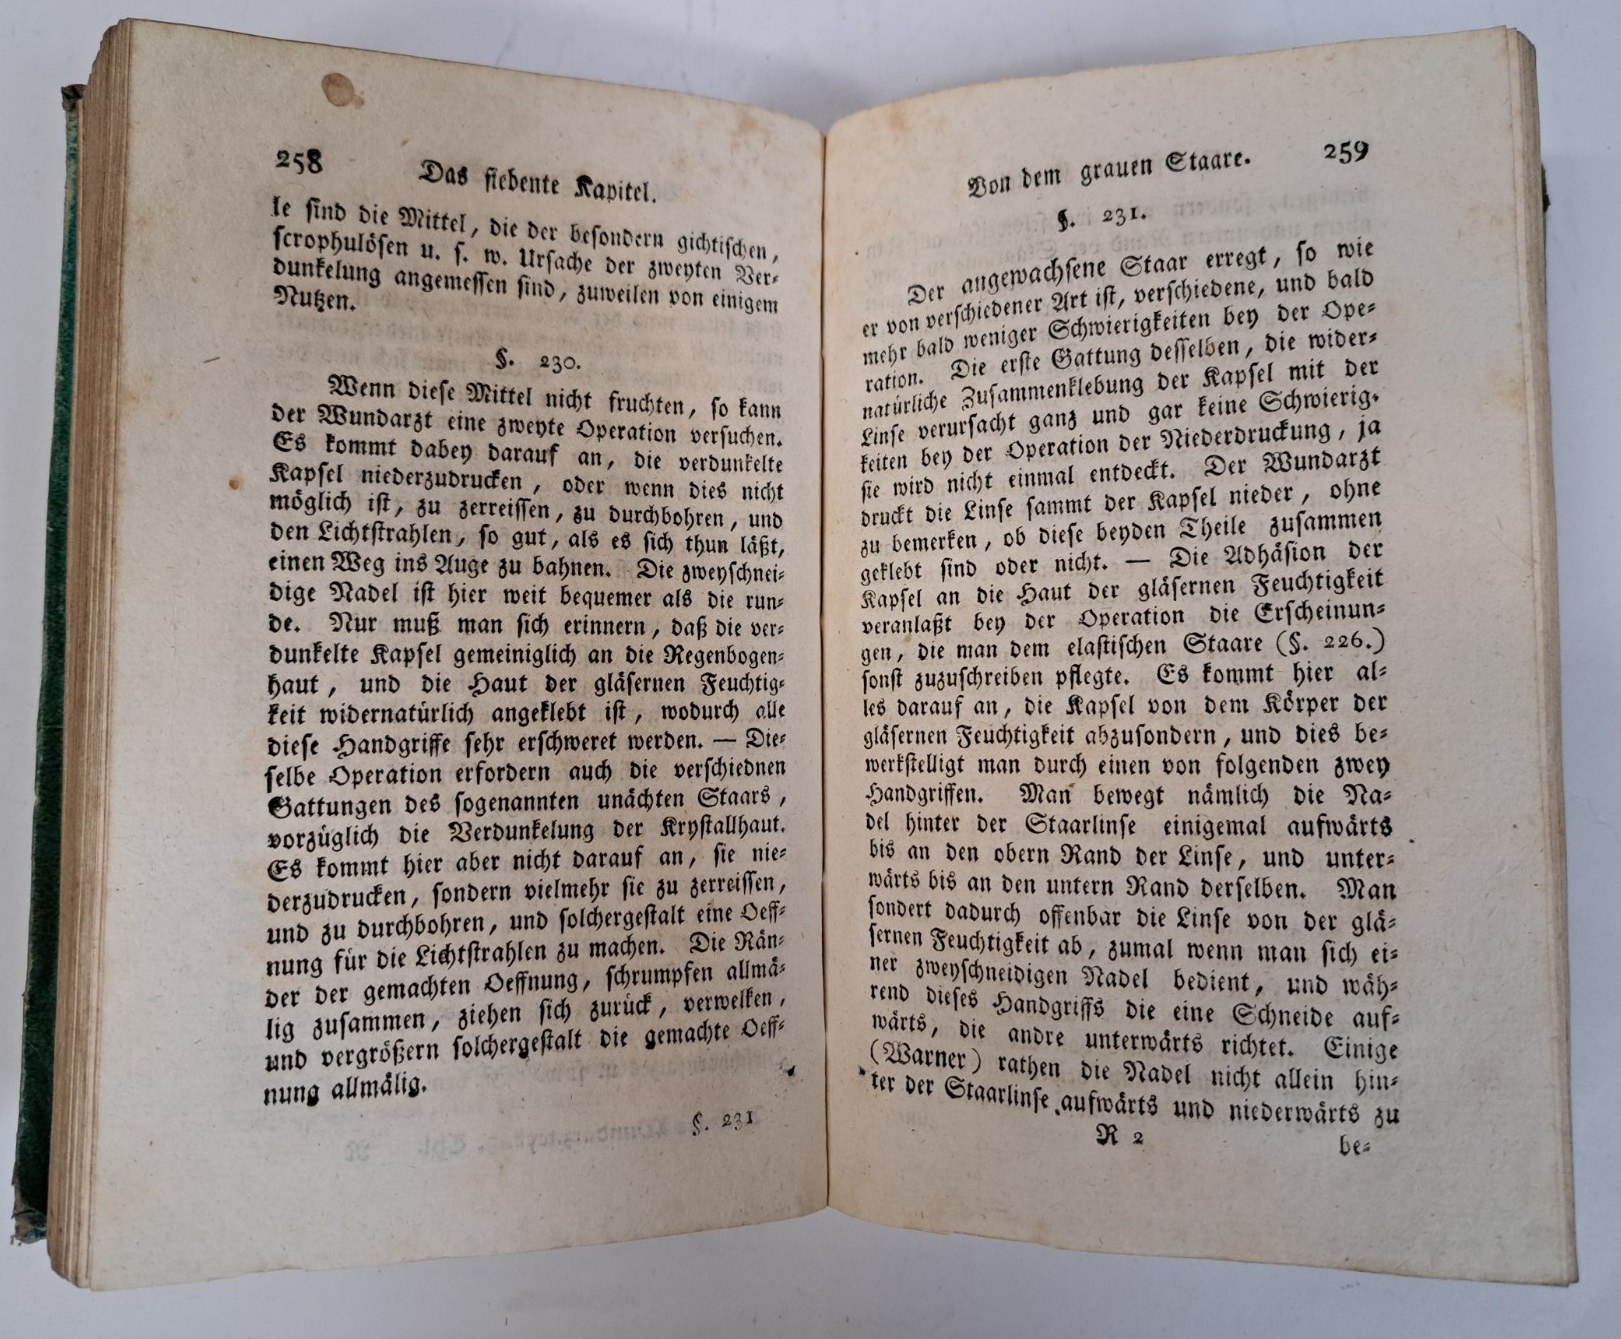 258
Das siebente Kapitel.
le sind die Mittel, die der besondern gichtischen,
scrophulösen u. s. w. Ursache der zweyten Ver-
dunkelung angemessen sind, zuweilen von einigem
Nutzen.
§. 230.
Wenn diese Mittel nicht fruchten, so kann
der Wundarzt eine zweyte Operation versuchen.
Es kommt dabey darauf an, die verdunkelte
Kapsel niederzudrucken, oder wenn dies nicht
möglich ist, zu zerreissen, zu durchbohren, und
den Lichtstrahlen, so gut, als es sich thun läßt,
einen Weg ins Auge zu bahnen. Die zweyschnei-
dige Nadel ist hier weit bequemer als die run-
de. Nur muß man sich erinnern, daß die ver-
dunkelte Kapsel gemeiniglich an die Regenbogen-
haut, und die Haut der gläsernen Feuchtig-
keit widernatürlich angeklebt ist, wodurch alle
diese Handgriffe sehr erschweret werden. — Die-
selbe Operation erfordern auch die verschiednen
Gattungen des sogenannten unächten Staars,
vorzüglich die Verdunkelung der Krystallhaut.
Es kommt hier aber nicht darauf an, sie nie-
derzudrucken, sondern vielmehr sie zu zerreissen,
und zu durchbohren, und solchergestalt eine Oeff-
nung für die Lichtstrahlen zu machen. Die Rän-
der der gemachten Oeffnung, schrumpfen allmä-
lig zusammen, ziehen sich zurück, verwelken,
und vergrößern solchergestalt die gemachte Oeff-
nung allmälig.
§. 231
Von dem grauen Staare.
259
§. 231.
Der angewachsene Staar erregt, so wie
er von verschiedener Art ist, verschiedene, und bald
mehr bald weniger Schwierigkeiten bey der Ope-
ration. Die erste Gattung desselben, die wider-
natürliche Zusammenklebung der Kapsel mit der
Linse verursacht ganz und gar keine Schwierig-
keiten bey der Operation der Niederdruckung, ja
sie wird nicht einmal entdeckt. Der Wundarzt
druckt die Linse sammt der Kapsel nieder, ohne
zu bemerken, ob diese beyden Theile zusammen
geklebt sind oder nicht. — Die Adhäsion der
Kapsel an die Haut der gläsernen Feuchtigkeit
veranlaßt bey der Operation die Erscheinun-
gen, die man dem elastischen Staare (§. 226.)
sonst zuzuschreiben pflegte. Es kommt hier al-
les darauf an, die Kapsel von dem Körper der
gläsernen Feuchtigkeit abzusondern, und dies be-
werkstelligt man durch einen von folgenden zwey
Handgriffen. Man bewegt nämlich die Na-
del hinter der Staarlinse einigemal aufwärts
bis an den obern Rand der Linse, und unter-
wärts bis an den untern Rand derselben. Man
sondert dadurch offenbar die Linse von der glä-
sernen Feuchtigkeit ab, zumal wenn man sich ei-
ner zweyschneidigen Nadel bedient, und wäh-
rend dieses Handgriffs die eine Schneide auf-
wärts, die andre unterwärts richtet. Einige
(Warner) rathen die Nadel nicht allein hin-
ter der Staarlinse aufwärts und niederwärts zu
R 2
be-